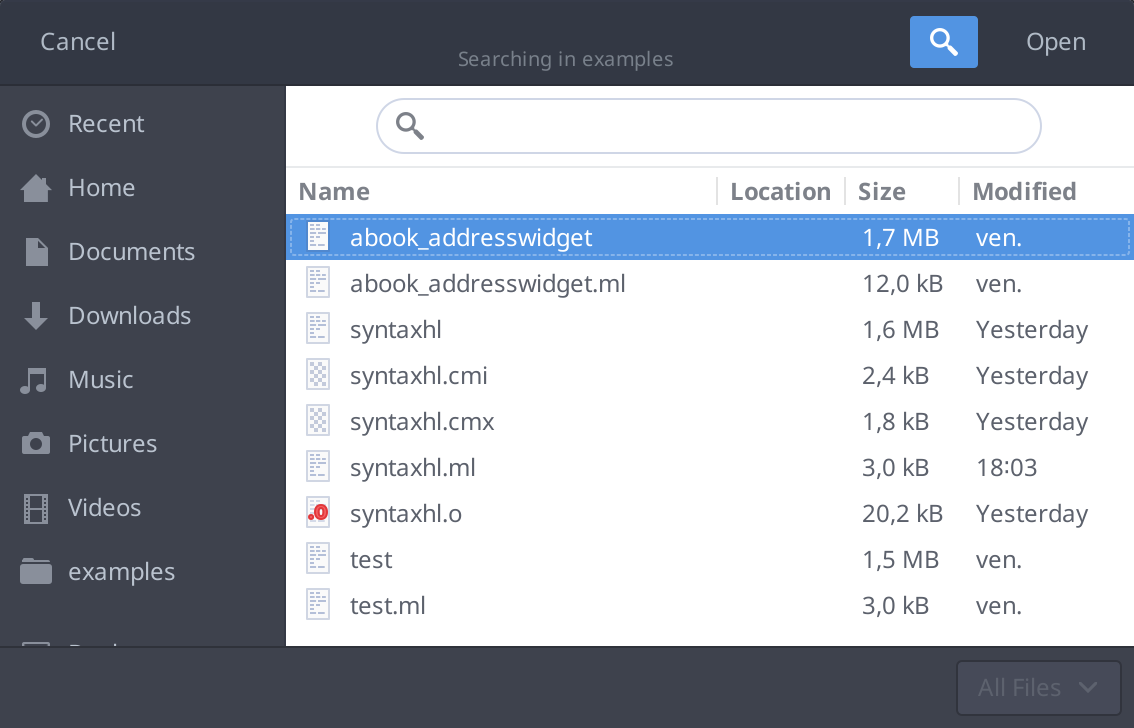 Cancel
Searching in examples
Open
Recent
Home
Documents
Downloads
Music
Pictures
Videos
examples
Name Location Size Modified
abook_addresswidget 1,7 MB ven.
abook_addresswidget.ml 12,0 kB ven.
syntaxhl 1,6 MB Yesterday
syntaxhl.cmi 2,4 kB Yesterday
syntaxhl.cmx 1,8 kB Yesterday
syntaxhl.ml 3,0 kB 18:03
.o syntaxhl.o 20,2 kB Yesterday
test 1,5 MB ven.
test.ml 3,0 kB ven.
All Files